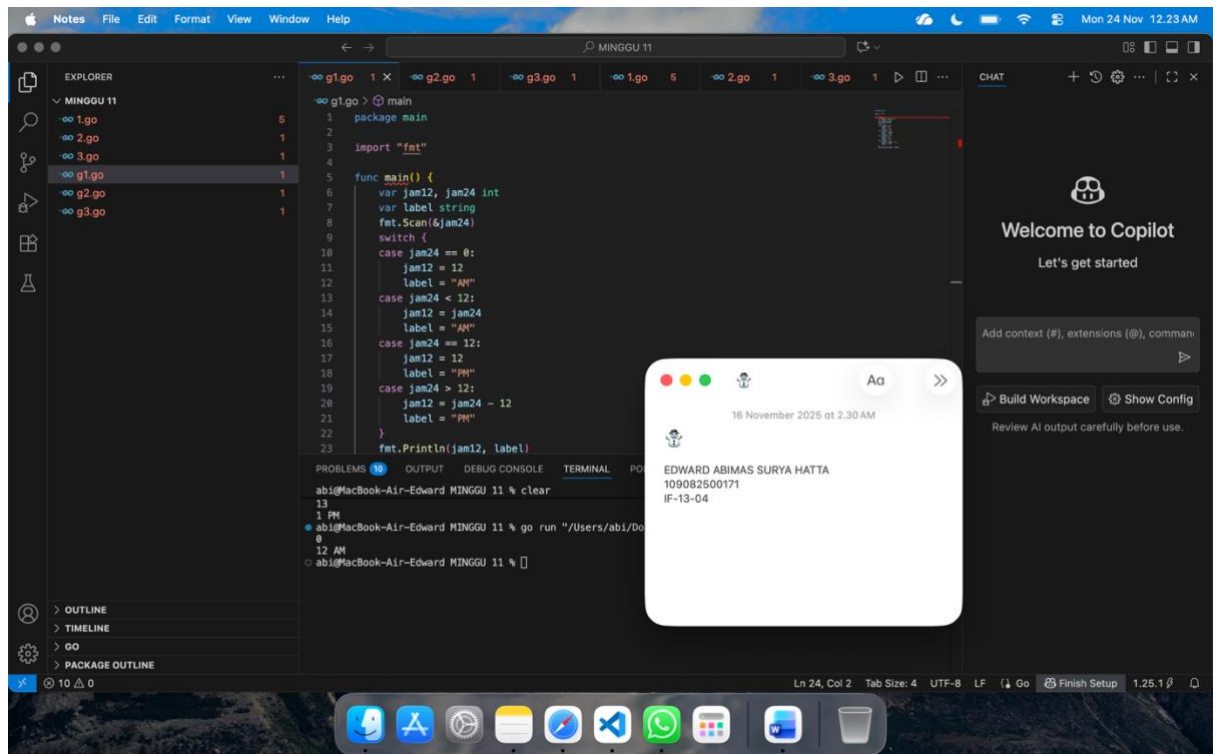 Notes File Edit Format View Window Help Mon 24 Nov 12.23 AM
MINGGU 11
EXPLORER
MINGGU 11
1.go 5
2.go 1
3.go 1
g1.go 1
g2.go 1
g3.go 1
OUTLINE
TIMELINE
GO
PACKAGE OUTLINE
g1.go 1 g2.go 1 g3.go 1 1.go 5 2.go 1 3.go 1
g1.go > main
1 package main
2
3 import "fmt"
4
5 func main() {
6 var jam12, jam24 int
7 var label string
8 fmt.Scan(&jam24)
9 switch {
10 case jam24 == 0:
11 jam12 = 12
12 label = "AM"
13 case jam24 < 12:
14 jam12 = jam24
15 label = "AM"
16 case jam24 == 12:
17 jam12 = 12
18 label = "PM"
19 case jam24 > 12:
20 jam12 = jam24 - 12
21 label = "PM"
22 }
23 fmt.Println(jam12, label)
PROBLEMS 10 OUTPUT DEBUG CONSOLE TERMINAL PO
abi@MacBook-Air-Edward MINGGU 11 % clear
13
1 PM
abi@MacBook-Air-Edward MINGGU 11 % go run "/Users/abi/Do
0
12 AM
abi@MacBook-Air-Edward MINGGU 11 %
Aa
16 November 2025 at 2.30 AM
EDWARD ABIMAS SURYA HATTA
109082500171
IF-13-04
CHAT
Welcome to Copilot
Let's get started
Add context (#), extensions (@), comman
Build Workspace Show Config
Review AI output carefully before use.
10 0 Ln 24, Col 2 Tab Size: 4 UTF-8 LF Go Finish Setup 1.25.1